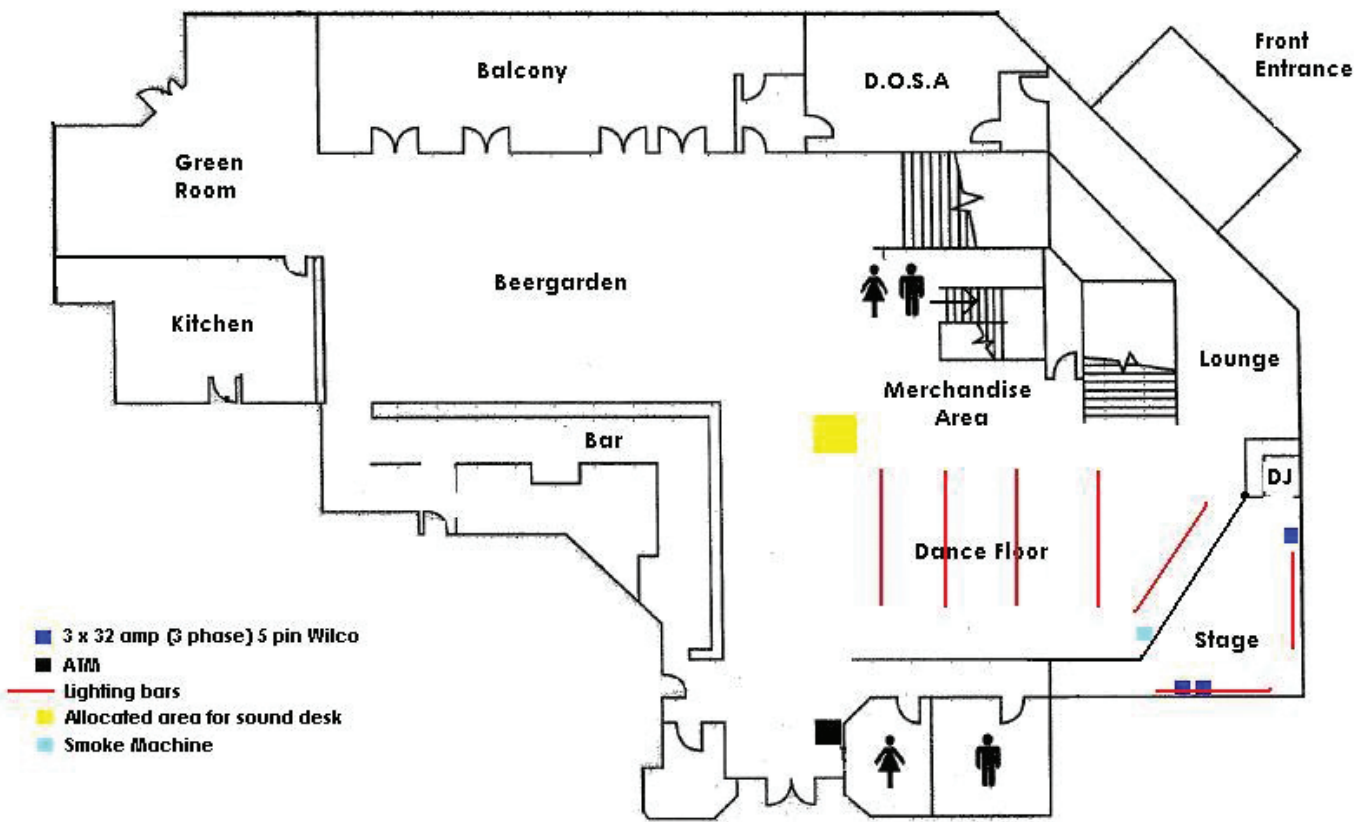 Front
Entrance
Balcony
D.O.S.A
Green
Room
Beergarden
Kitchen
Lounge
Merchandise
Area
Bar
DJ
Dance Floor
Stage
3 x 32 amp (3 phase) 5 pin Wilco
ATM
Lighting bars
Allocated area for sound desk
Smoke Machine